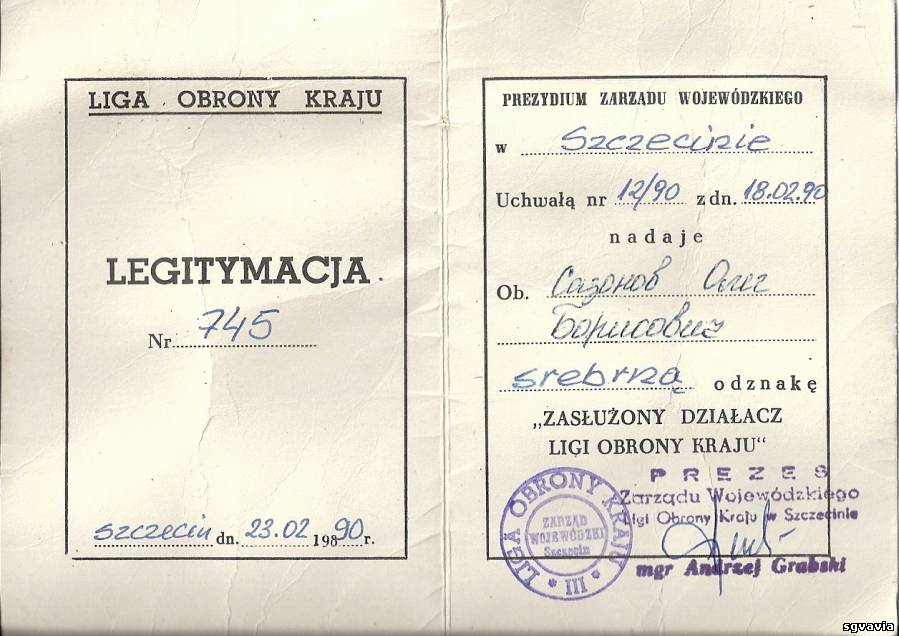 LIGA OBRONY KRAJU
LEGITYMACJA
Nr 745
Szczecin dn. 23.02 19890 r.
PREZYDIUM ZARZĄDU WOJEWÓDZKIEGO
w Szczecinie
Uchwałą nr 12/90 z dn. 18.02.90
nadaje
Ob. Сазонов Олег
Борисович
srebrną odznakę
„ZASŁUŻONY DZIAŁACZ
LIGI OBRONY KRAJU"
PREZES
Zarządu Wojewódzkiego
Ligi Obrony Kraju w Szczecinie
mgr Andrzej Grabski
LIGA OBRONY KRAJU
ZARZĄD
WOJEWÓDZKI
Szczecin
* III *
sgvavia